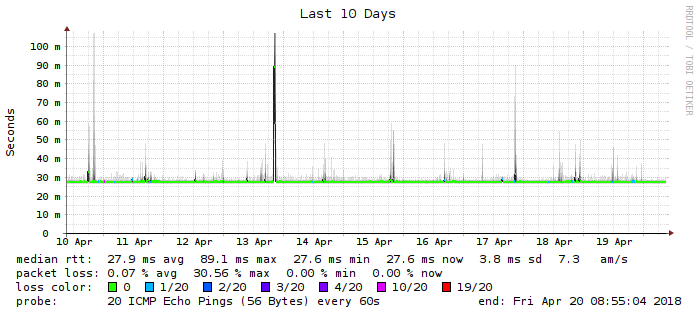 Last 10 Days
RRDTOOL / TOBI OETIKER
Seconds
100 m
90 m
80 m
70 m
60 m
50 m
40 m
30 m
20 m
10 m
0
10 Apr 11 Apr 12 Apr 13 Apr 14 Apr 15 Apr 16 Apr 17 Apr 18 Apr 19 Apr
median rtt: 27.9 ms avg 89.1 ms max 27.6 ms min 27.6 ms now 3.8 ms sd 7.3 am/s
packet loss: 0.07 % avg 30.56 % max 0.00 % min 0.00 % now
loss color: 0 1/20 2/20 3/20 4/20 10/20 19/20
probe: 20 ICMP Echo Pings (56 Bytes) every 60s end: Fri Apr 20 08:55:04 2018